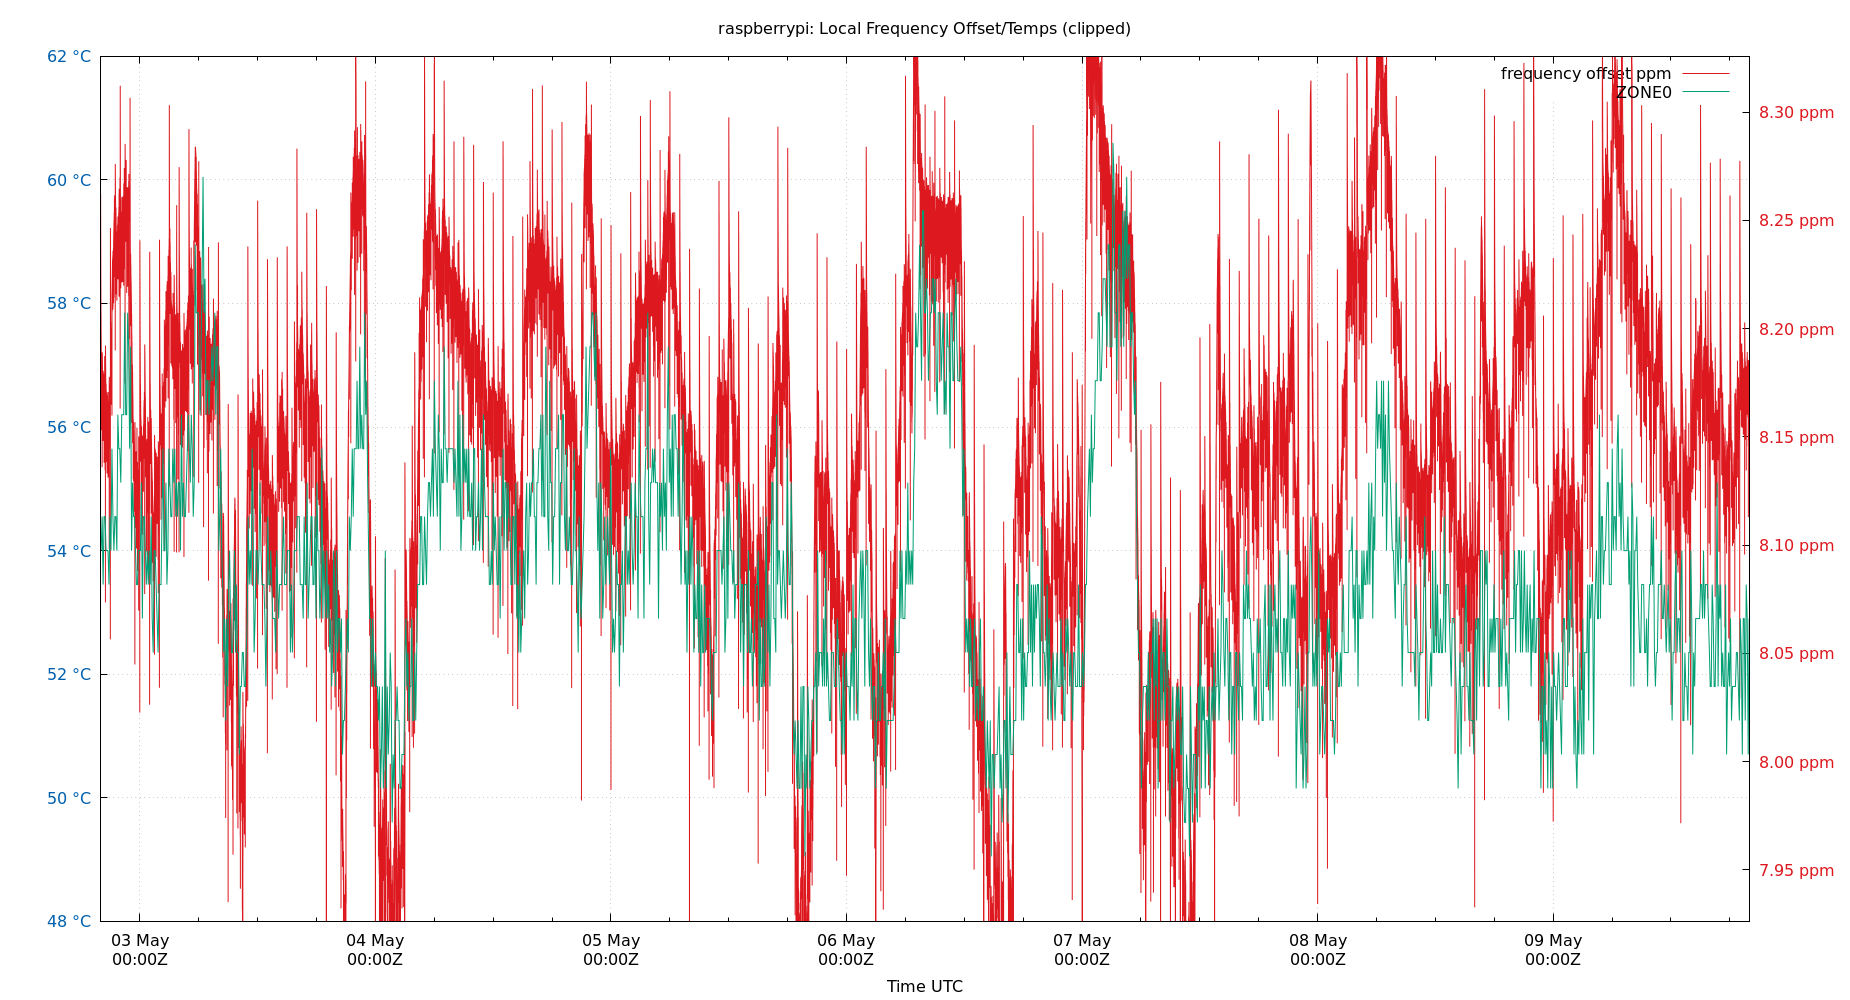 raspberrypi: Local Frequency Offset/Temps (clipped)
62 °C
60 °C
58 °C
56 °C
54 °C
52 °C
50 °C
48 °C
frequency offset ppm
ZONE0
8.30 ppm
8.25 ppm
8.20 ppm
8.15 ppm
8.10 ppm
8.05 ppm
8.00 ppm
7.95 ppm
03 May 04 May 05 May 06 May 07 May 08 May 09 May
00:00Z 00:00Z 00:00Z 00:00Z 00:00Z 00:00Z 00:00Z
Time UTC